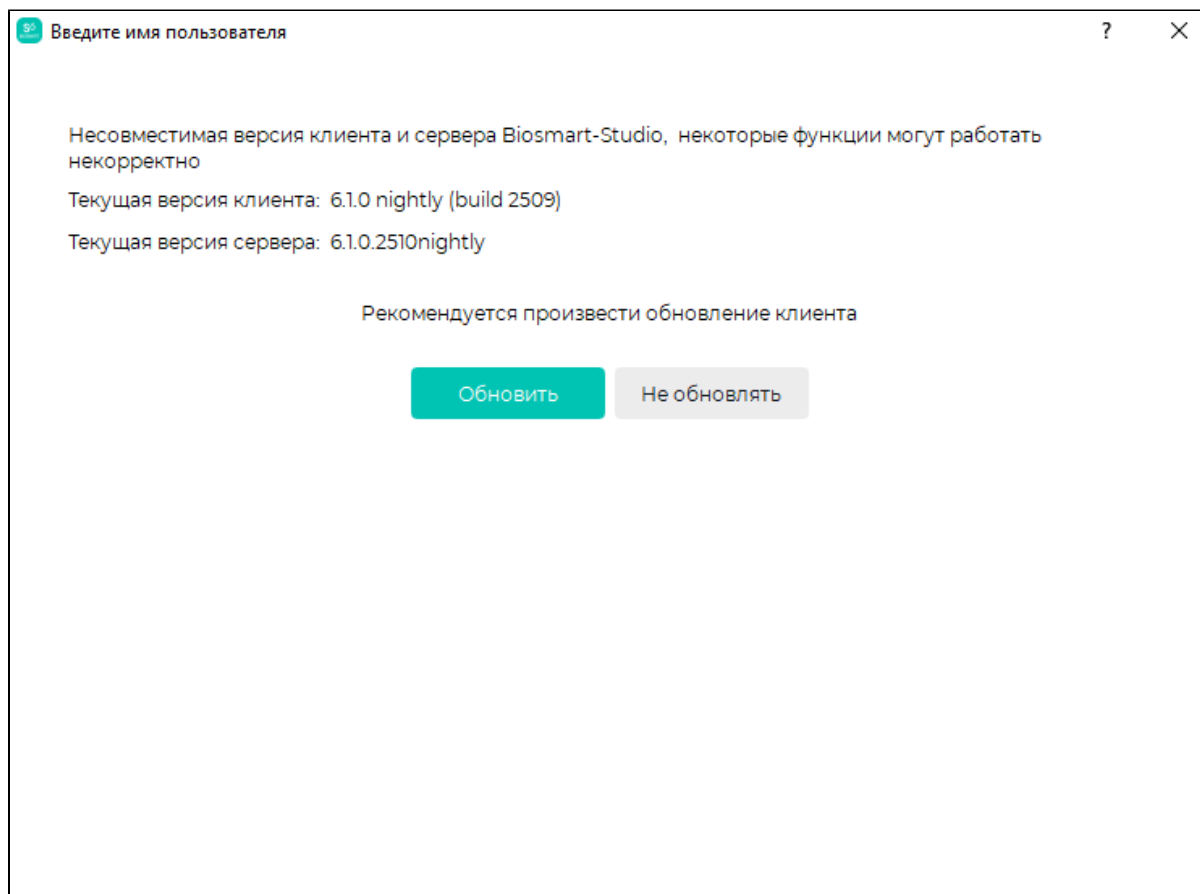 Введите имя пользователя ?
Несовместимая версия клиента и сервера Biosmart-Studio, некоторые функции могут работать
некорректно
Текущая версия клиента: 6.1.0 nightly (build 2509)
Текущая версия сервера: 6.1.0.2510nightly
Рекомендуется произвести обновление клиента
Обновить Не обновлять